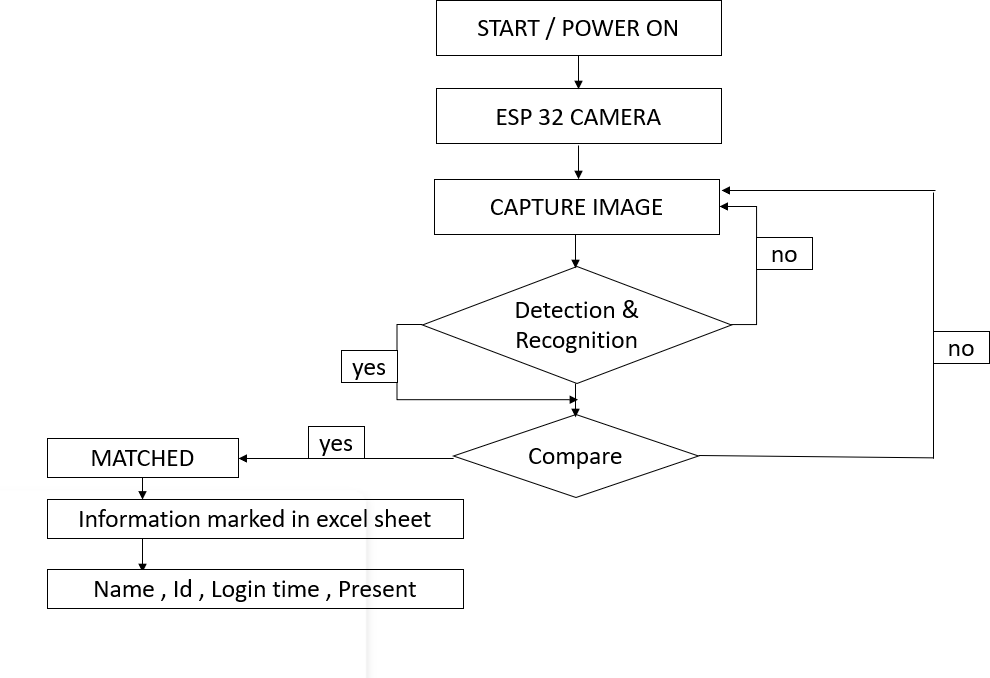 START / POWER ON
ESP 32 CAMERA
CAPTURE IMAGE
no
Detection &
Recognition
no
yes
yes
Compare
MATCHED
Information marked in excel sheet
Name , Id , Login time , Present